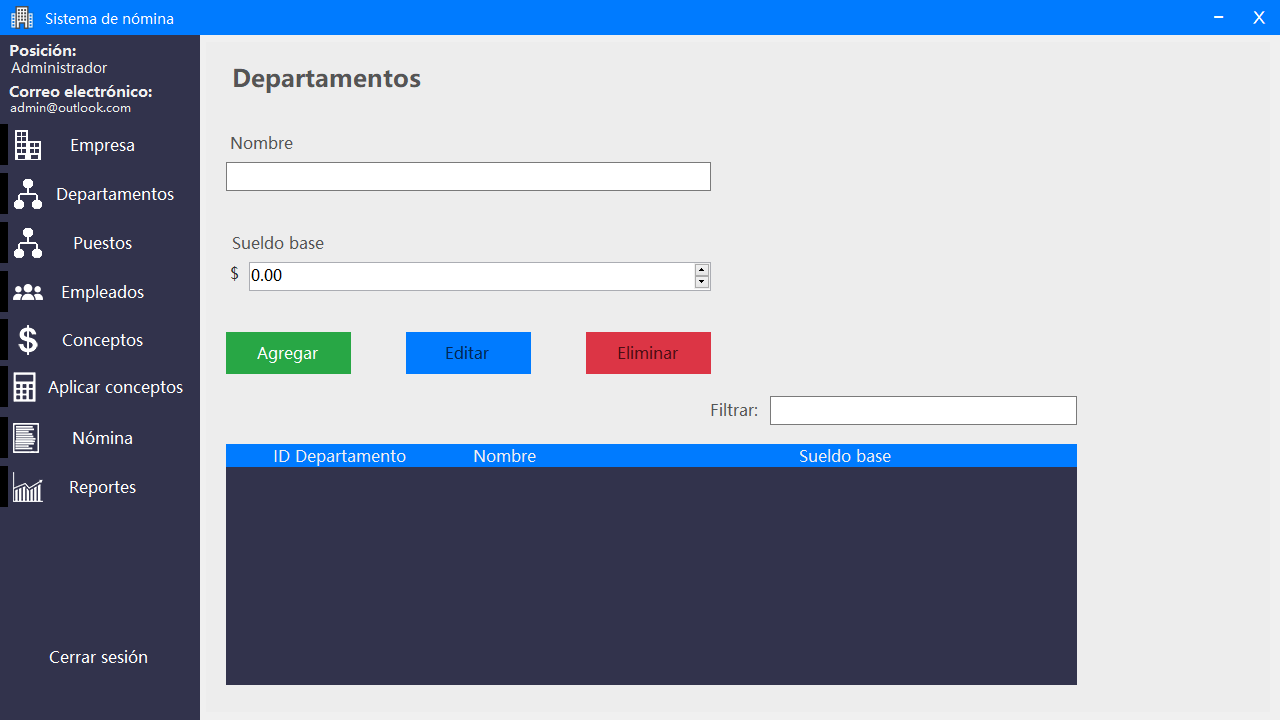 Sistema de nómina
X
Posición:
Administrador
Correo electrónico:
admin@outlook.com
Empresa
Departamentos
Puestos
Empleados
Conceptos
Aplicar conceptos
Nómina
Reportes
Cerrar sesión
Departamentos
Nombre
Sueldo base
$ 0.00
Agregar Editar Eliminar
Filtrar:
ID Departamento Nombre Sueldo base